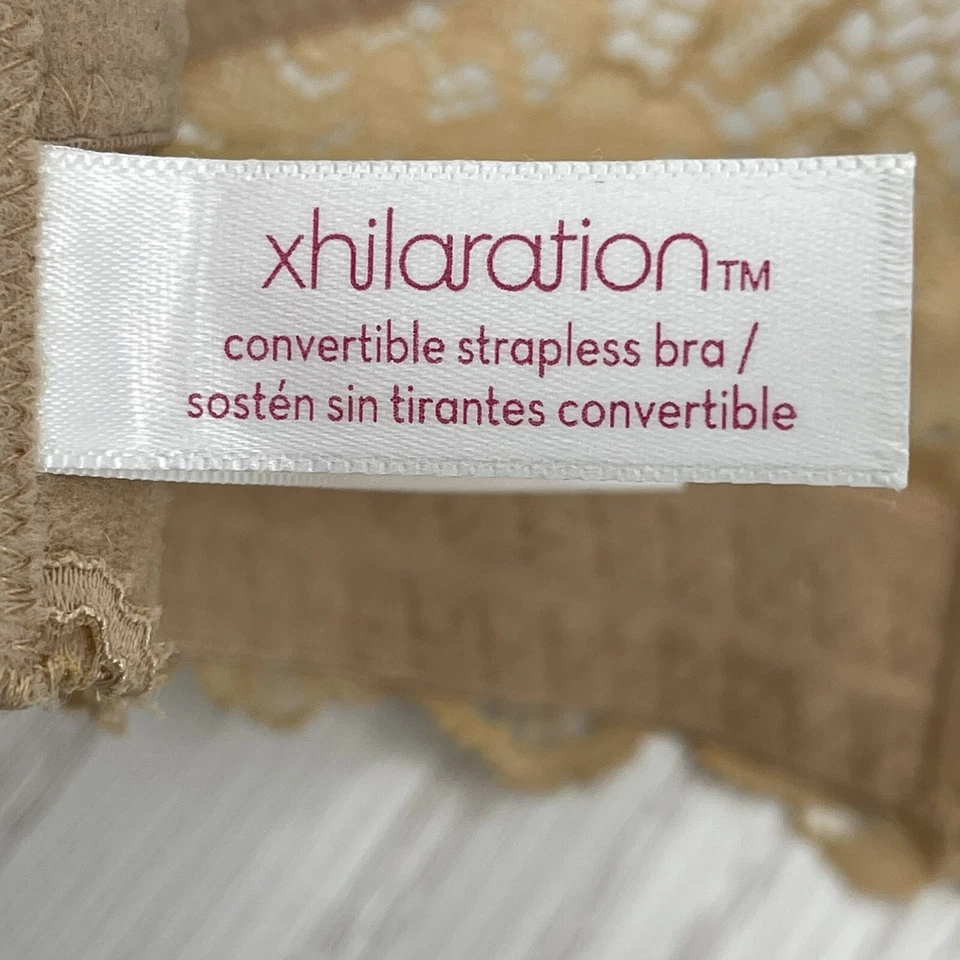 xhilaration™
convertible strapless bra /
sostén sin tirantes convertible